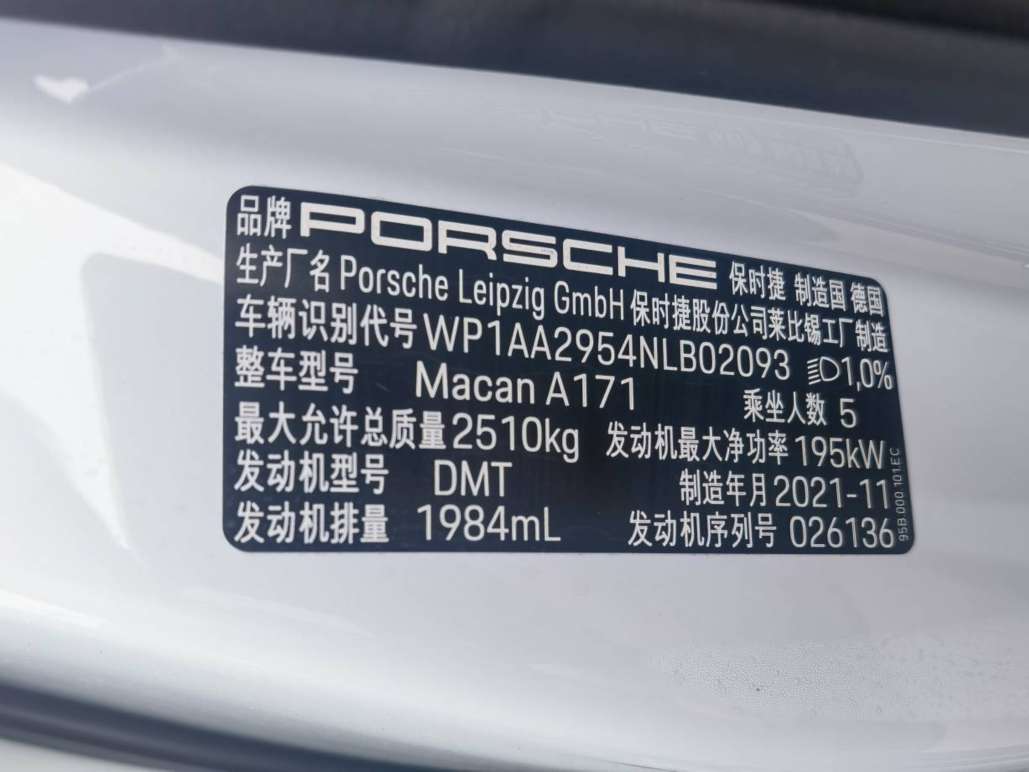 品牌 PORSCHE 保时捷 制造国 德国
生产厂名 Porsche Leipzig GmbH 保时捷股份公司莱比锡工厂制造
车辆识别代号 WP1AA2954NLB02093 1,0%
整车型号 Macan A171 乘坐人数 5
最大允许总质量 2510kg 发动机最大净功率 195kW
发动机型号 DMT 制造年月 2021-11
发动机排量 1984mL 发动机序列号 026136
95B.000.101.EC